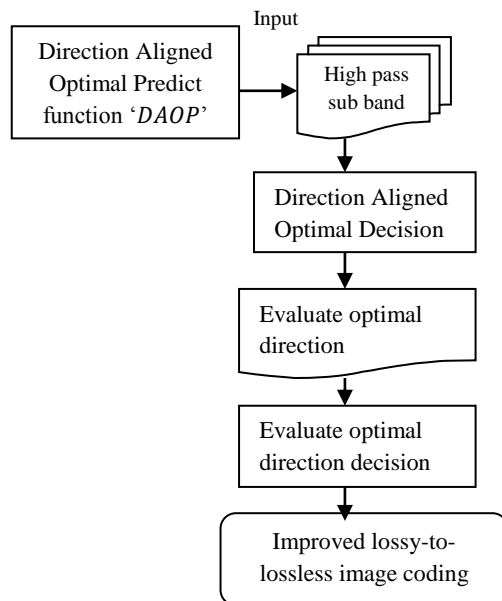 Input
Direction Aligned
Optimal Predict
function ‘𝐷𝐴𝑂𝑃’
High pass
sub band
Direction Aligned
Optimal Decision
Evaluate optimal
direction
Evaluate optimal
direction decision
Improved lossy-to-
lossless image coding